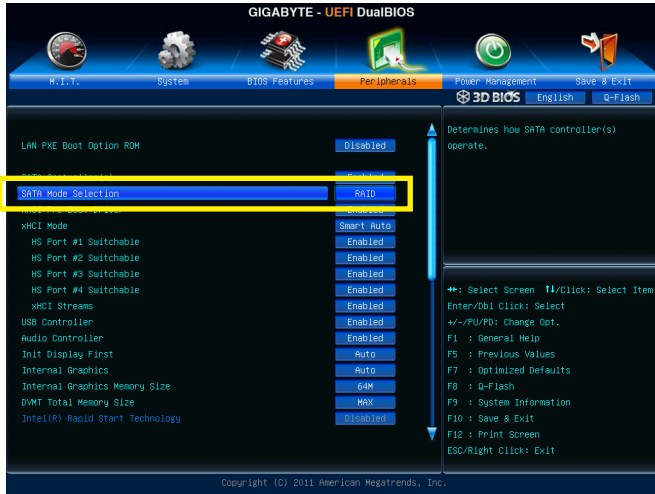 GIGABYTE - UEFI DualBIOS
M.I.T.
System
BIOS Features
Peripherals
Power Management
Save & Exit
3D BIOS
English
Q-Flash
LAN PXE Boot Option ROM Disabled
SATA Mode Selection RAID
xHCI Mode Smart Auto
HS Port #1 Switchable Enabled
HS Port #2 Switchable Enabled
HS Port #3 Switchable Enabled
HS Port #4 Switchable Enabled
xHCI Streams Enabled
USB Controller Enabled
Audio Controller Enabled
Init Display First Auto
Internal Graphics Auto
Internal Graphics Memory Size 64M
DVMT Total Memory Size MAX
Intel(R) Rapid Start Technology Disabled
Determines how SATA controller(s)
operate.
: Select Screen ↑↓/Click: Select Item
Enter/Dbl Click: Select
+/-/PU/PD: Change Opt.
F1 : General Help
F5 : Previous Values
F7 : Optimized Defaults
F8 : Q-Flash
F9 : System Information
F10 : Save & Exit
F12 : Print Screen
ESC/Right Click: Exit
Copyright (C) 2011 American Megatrends, Inc.